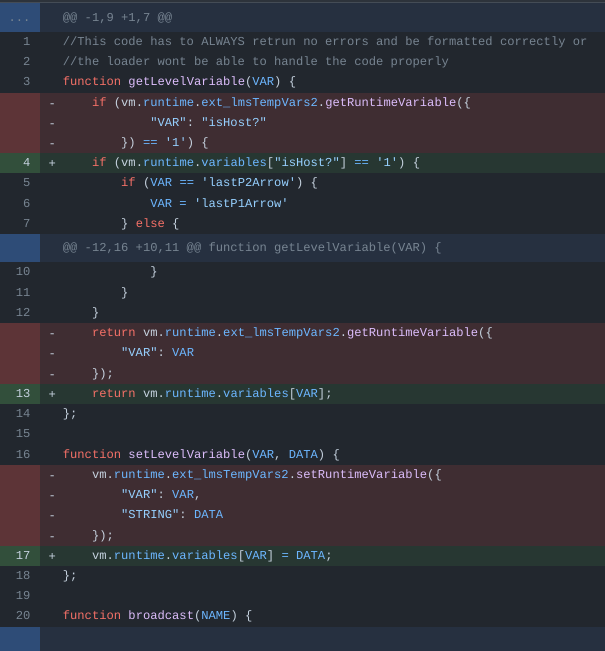 ... @@ -1,9 +1,7 @@
1 //This code has to ALWAYS retrun no errors and be formatted correctly or
2 //the loader wont be able to handle the code properly
3 function getLevelVariable(VAR) {
-     if (vm.runtime.ext_lmsTempVars2.getRuntimeVariable({
-             "VAR": "isHost?"
-         }) == '1') {
4 +     if (vm.runtime.variables["isHost?"] == '1') {
5         if (VAR == 'lastP2Arrow') {
6             VAR = 'lastP1Arrow'
7         } else {
@@ -12,16 +10,11 @@ function getLevelVariable(VAR) {
10             }
11         }
12     }
-     return vm.runtime.ext_lmsTempVars2.getRuntimeVariable({
-         "VAR": VAR
-     });
13 +     return vm.runtime.variables[VAR];
14 };
15
16 function setLevelVariable(VAR, DATA) {
-     vm.runtime.ext_lmsTempVars2.setRuntimeVariable({
-         "VAR": VAR,
-         "STRING": DATA
-     });
17 +     vm.runtime.variables[VAR] = DATA;
18 };
19
20 function broadcast(NAME) {